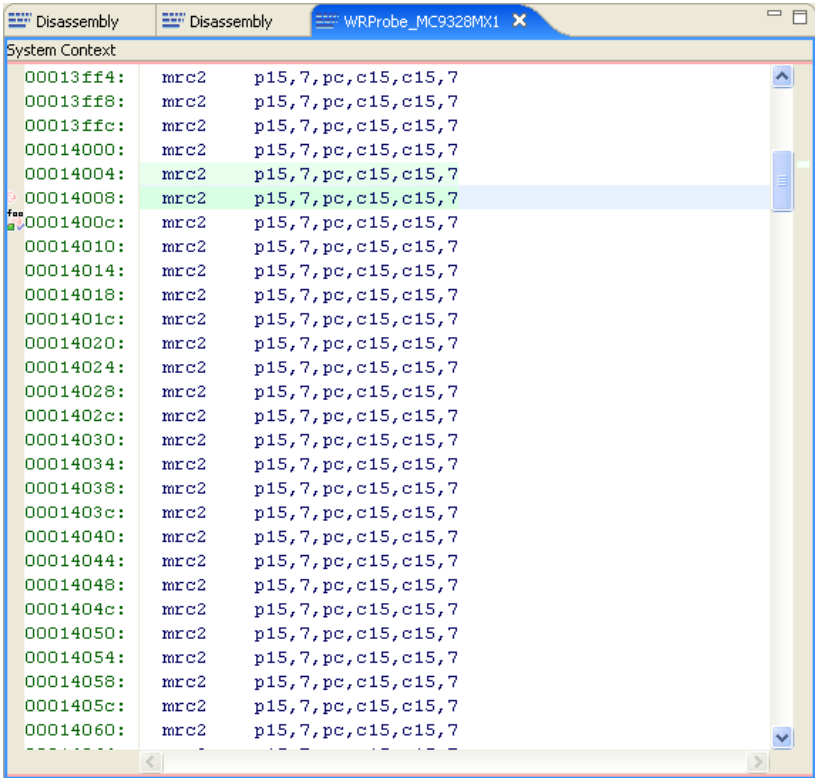 Disassembly Disassembly WRProbe_MC9328MX1
System Context
00013ff4: mrc2 p15,7,pc,c15,c15,7
00013ff8: mrc2 p15,7,pc,c15,c15,7
00013ffc: mrc2 p15,7,pc,c15,c15,7
00014000: mrc2 p15,7,pc,c15,c15,7
00014004: mrc2 p15,7,pc,c15,c15,7
00014008: mrc2 p15,7,pc,c15,c15,7
foo 0001400c: mrc2 p15,7,pc,c15,c15,7
00014010: mrc2 p15,7,pc,c15,c15,7
00014014: mrc2 p15,7,pc,c15,c15,7
00014018: mrc2 p15,7,pc,c15,c15,7
0001401c: mrc2 p15,7,pc,c15,c15,7
00014020: mrc2 p15,7,pc,c15,c15,7
00014024: mrc2 p15,7,pc,c15,c15,7
00014028: mrc2 p15,7,pc,c15,c15,7
0001402c: mrc2 p15,7,pc,c15,c15,7
00014030: mrc2 p15,7,pc,c15,c15,7
00014034: mrc2 p15,7,pc,c15,c15,7
00014038: mrc2 p15,7,pc,c15,c15,7
0001403c: mrc2 p15,7,pc,c15,c15,7
00014040: mrc2 p15,7,pc,c15,c15,7
00014044: mrc2 p15,7,pc,c15,c15,7
00014048: mrc2 p15,7,pc,c15,c15,7
0001404c: mrc2 p15,7,pc,c15,c15,7
00014050: mrc2 p15,7,pc,c15,c15,7
00014054: mrc2 p15,7,pc,c15,c15,7
00014058: mrc2 p15,7,pc,c15,c15,7
0001405c: mrc2 p15,7,pc,c15,c15,7
00014060: mrc2 p15,7,pc,c15,c15,7